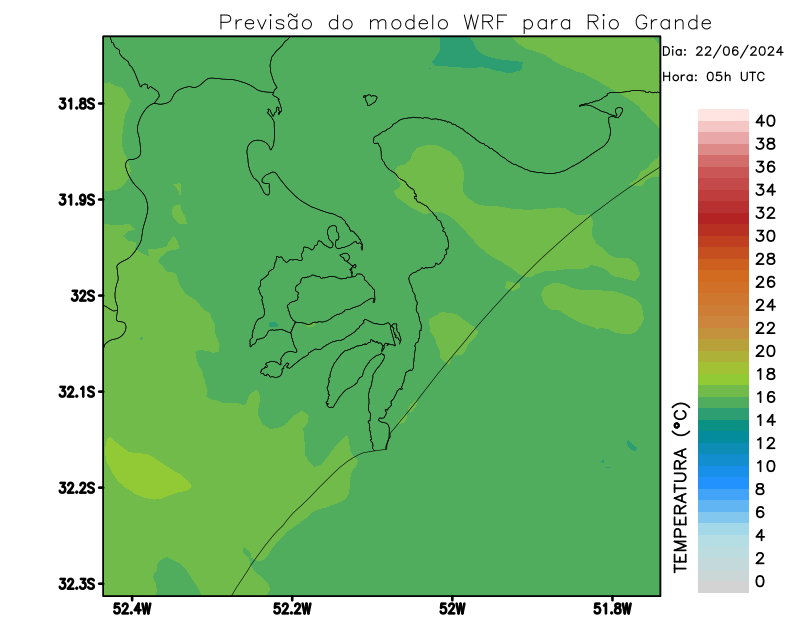 Previsão do modelo WRF para Rio Grande
Dia: 22/06/2024
Hora: 05h UTC
31.8S
31.9S
32S
32.1S
32.2S
32.3S
52.4W
52.2W
52W
51.8W
TEMPERATURA (°C)
40
38
36
34
32
30
28
26
24
22
20
18
16
14
12
10
8
6
4
2
0